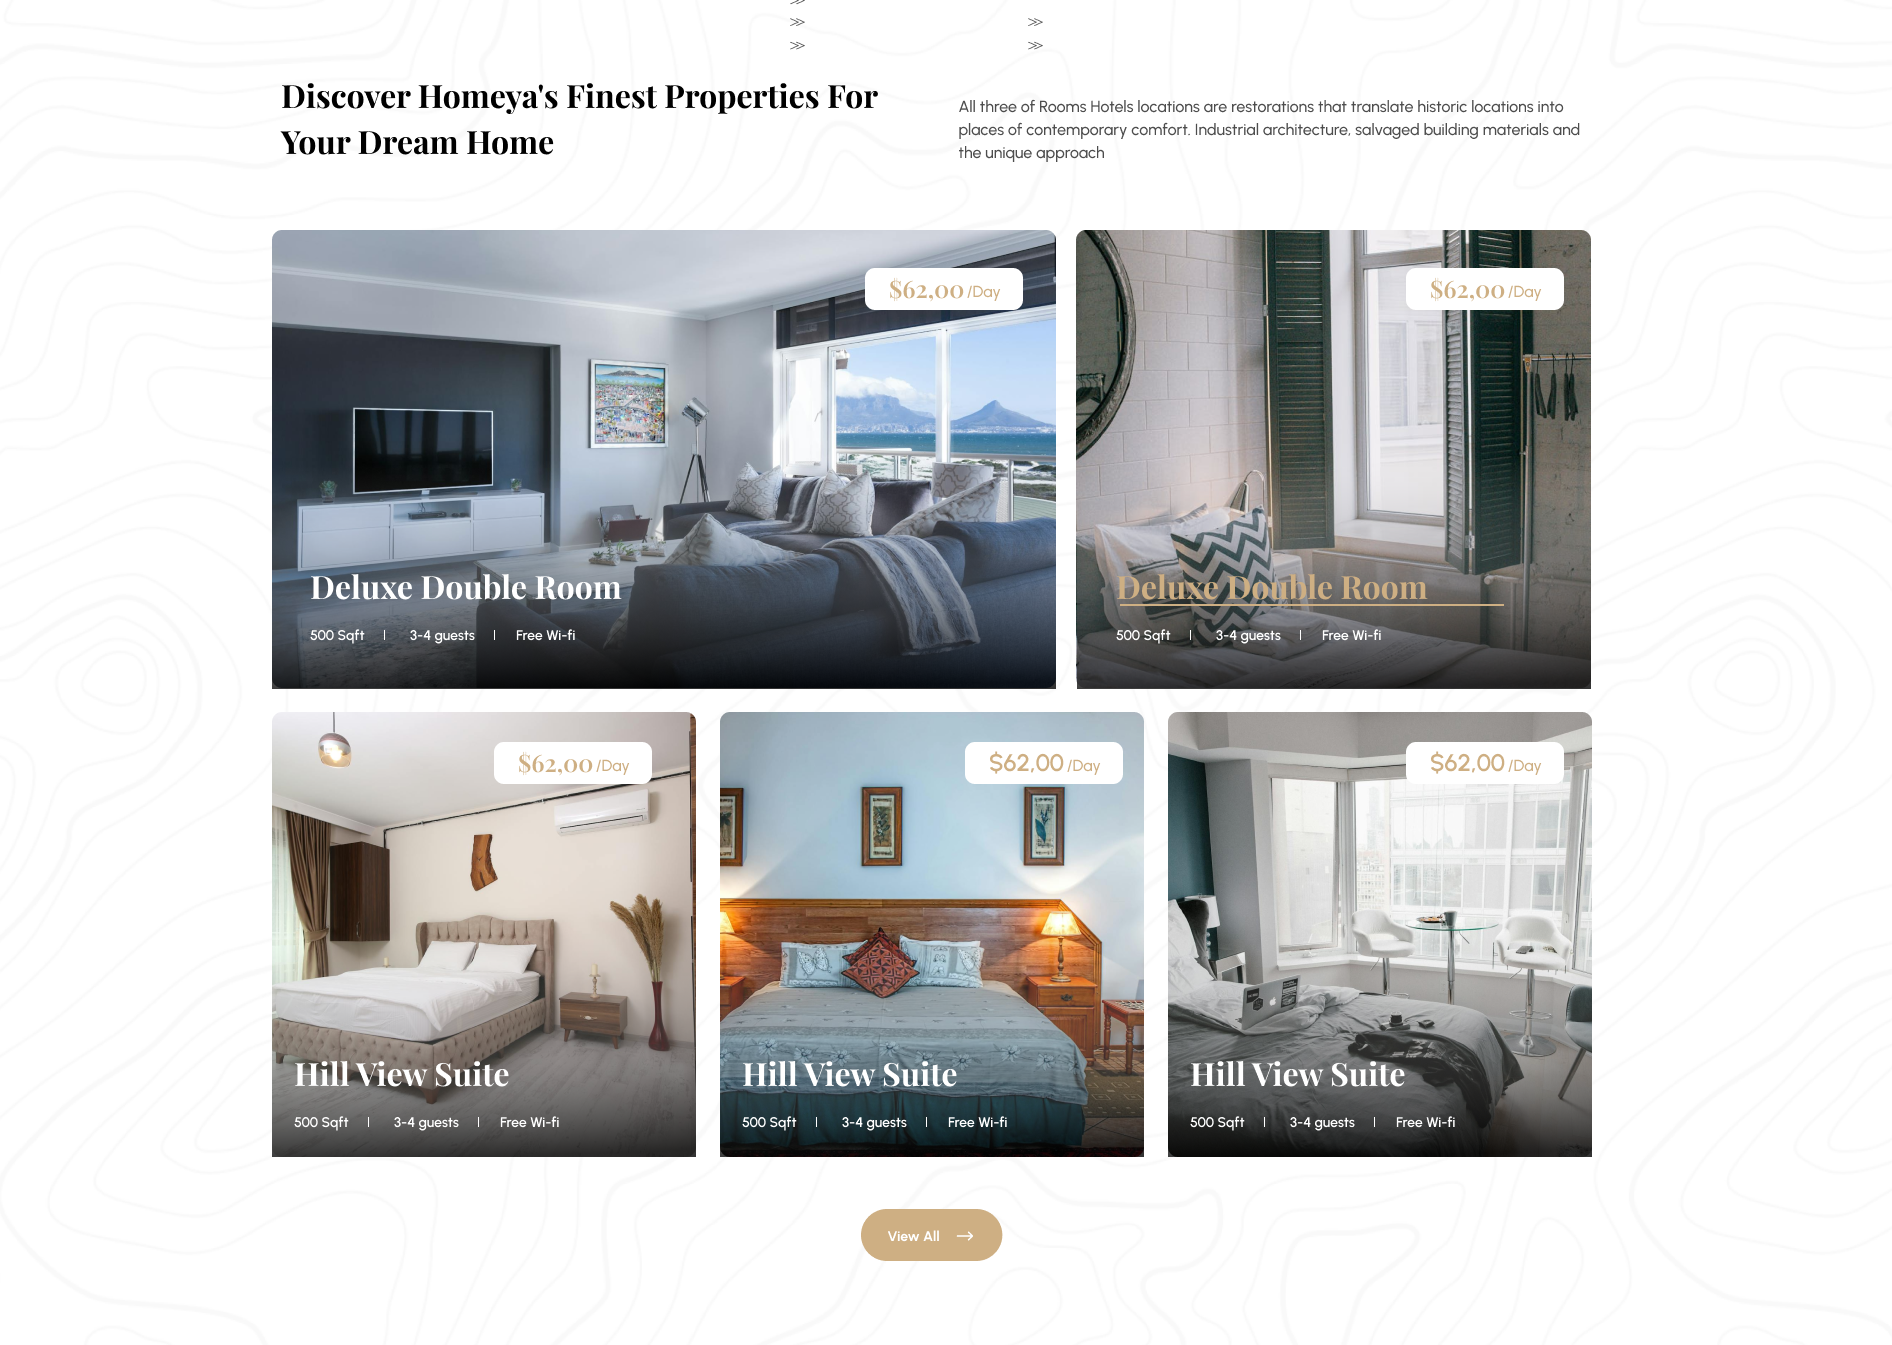 Discover Homeya's Finest Properties For
Your Dream Home
All three of Rooms Hotels locations are restorations that translate historic locations into
places of contemporary comfort. Industrial architecture, salvaged building materials and
the unique approach
$62,00 /Day
Deluxe Double Room
500 Sqft | 3-4 guests | Free Wi-fi
$62,00 /Day
Deluxe Double Room
500 Sqft | 3-4 guests | Free Wi-fi
$62,00 /Day
Hill View Suite
500 Sqft | 3-4 guests | Free Wi-fi
$62,00 /Day
Hill View Suite
500 Sqft | 3-4 guests | Free Wi-fi
$62,00 /Day
Hill View Suite
500 Sqft | 3-4 guests | Free Wi-fi
View All →